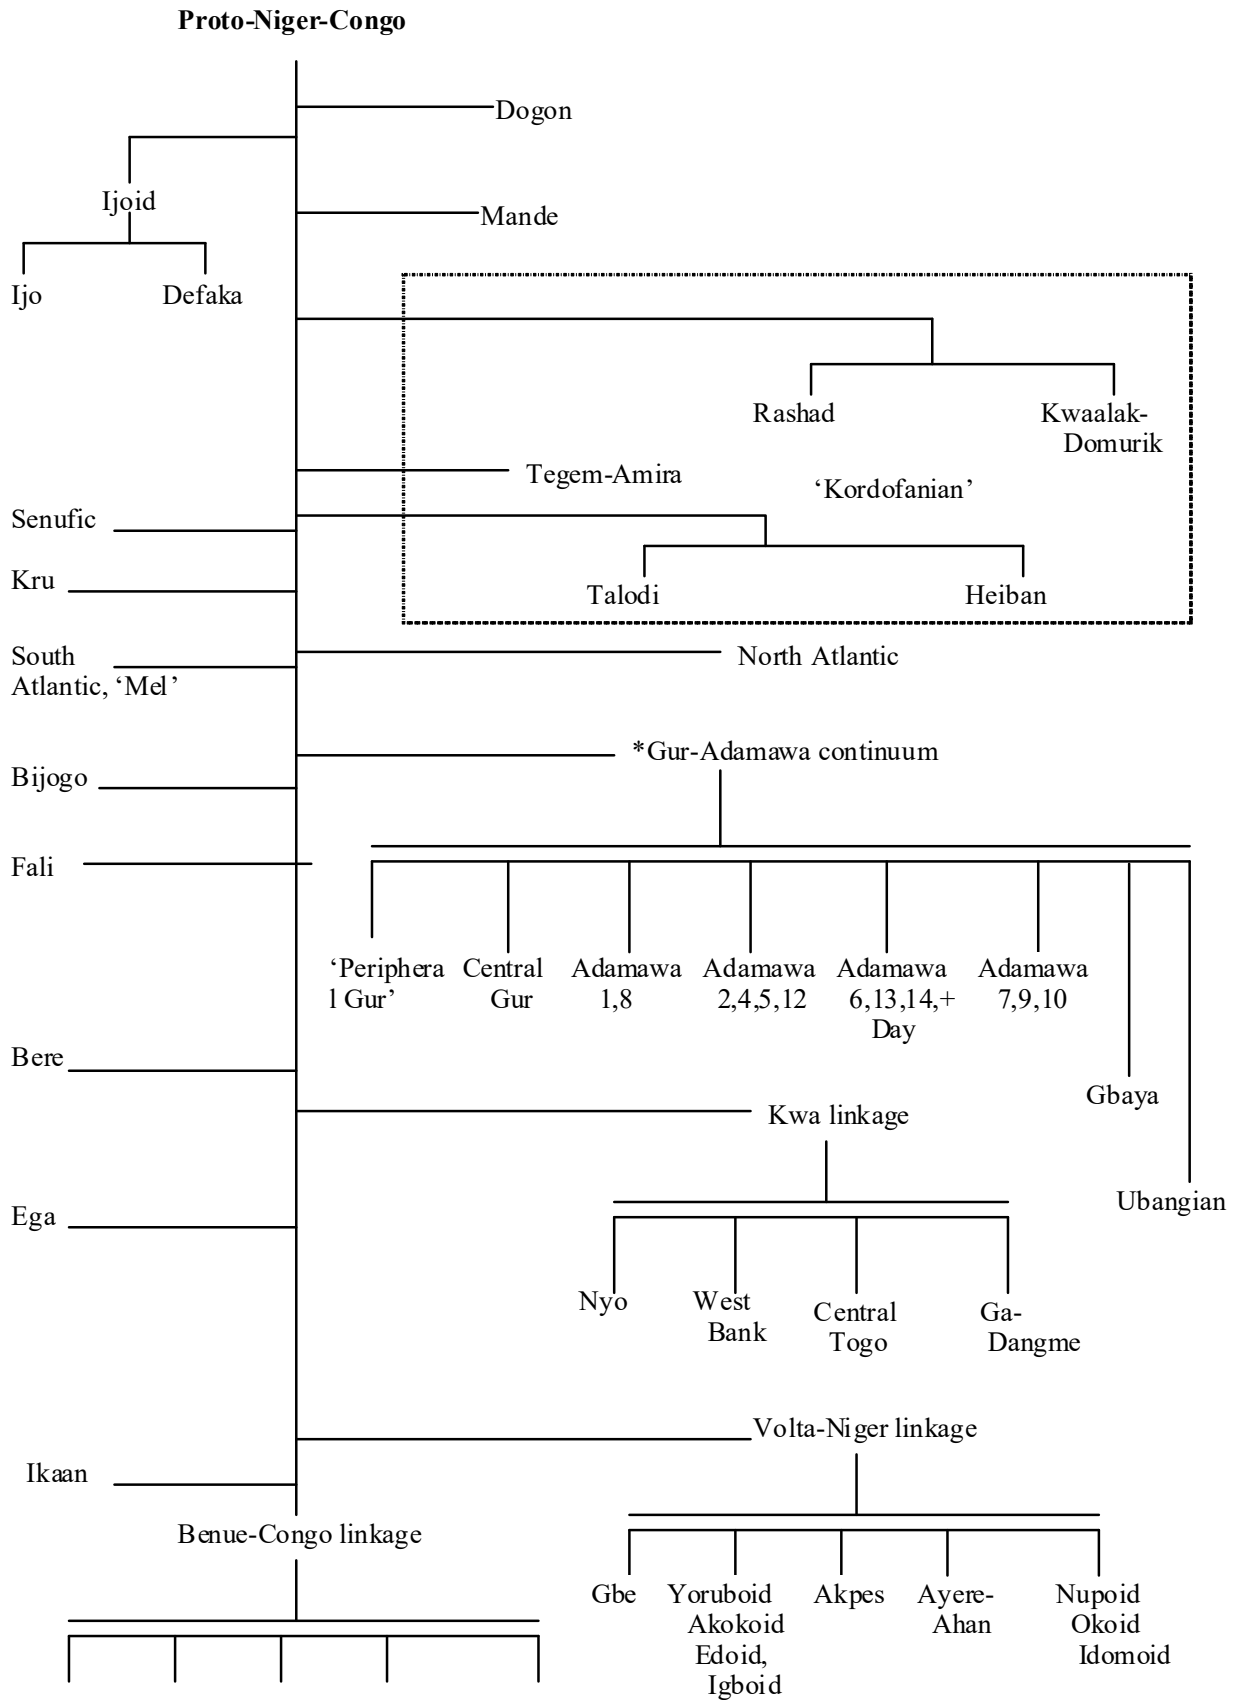 Proto-Niger-Congo
Dogon
Ijoid
Mande
Ijo
Defaka
Rashad
Kwaalak-
Domurik
Tegem-Amira
‘Kordofanian’
Senufic
Kru
Talodi
Heiban
South
Atlantic, ‘Mel’
North Atlantic
*Gur-Adamawa continuum
Bijogo
Fali
‘Periphera
l Gur’
Central
Gur
Adamawa
1,8
Adamawa
2,4,5,12
Adamawa
6,13,14,+
Day
Adamawa
7,9,10
Bere
Gbaya
Kwa linkage
Ubangian
Ega
Nyo
West
Bank
Central
Togo
Ga-
Dangme
Volta-Niger linkage
Ikaan
Benue-Congo linkage
Gbe
Yoruboid
Akokoid
Edoid,
Igboid
Akpes
Ayere-
Ahan
Nupoid
Okoid
Idomoid